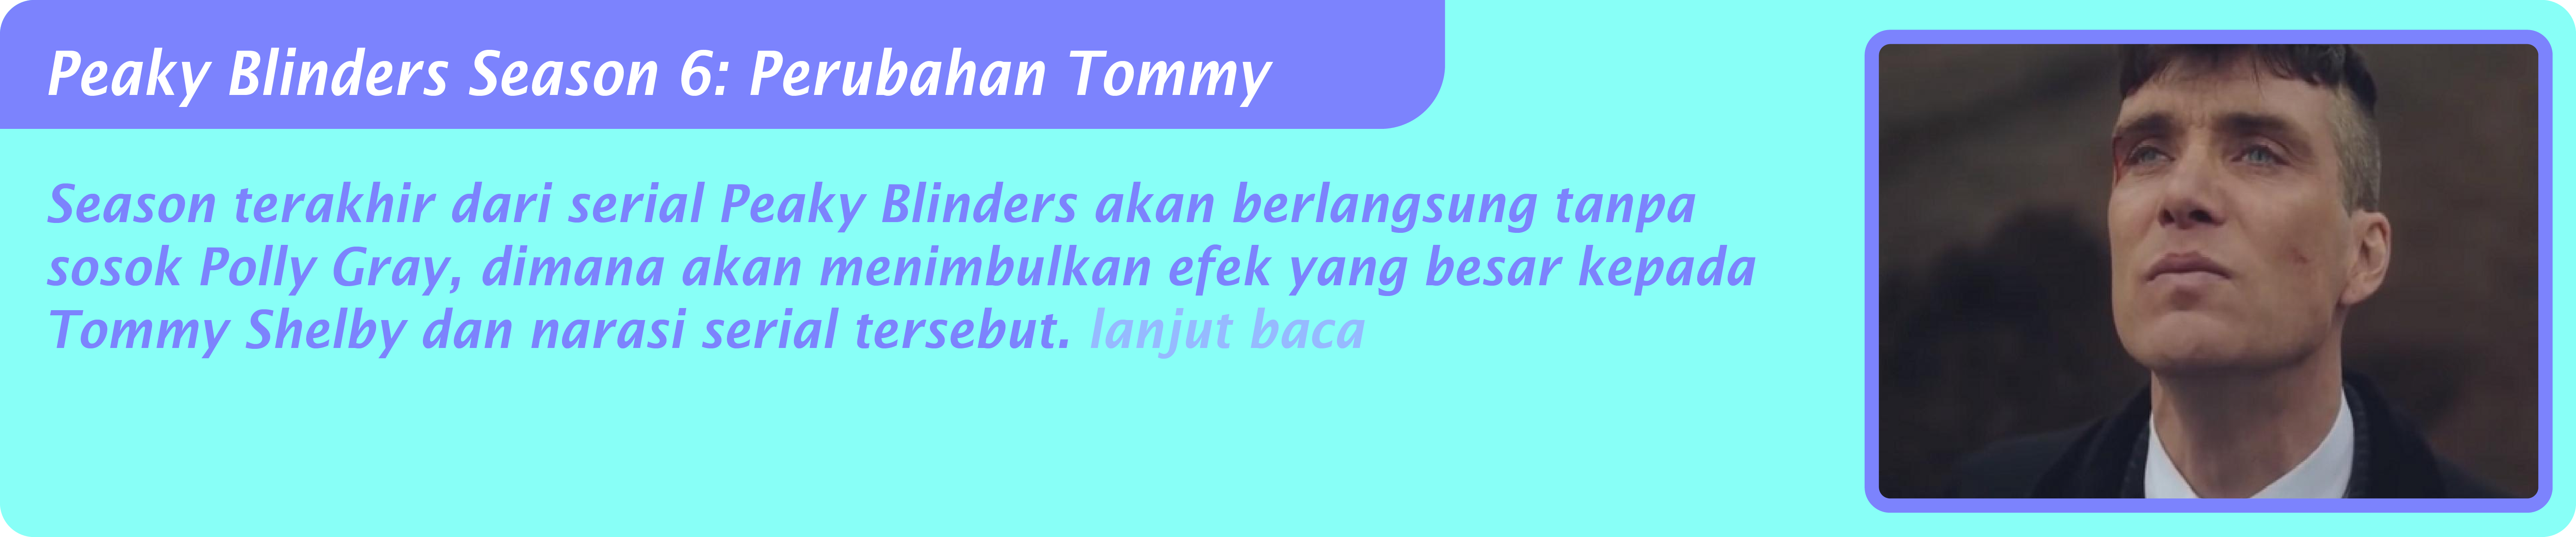 Peaky Blinders Season 6: Perubahan Tommy
Season terakhir dari serial Peaky Blinders akan berlangsung tanpa
sosok Polly Gray, dimana akan menimbulkan efek yang besar kepada
Tommy Shelby dan narasi serial tersebut. lanjut baca